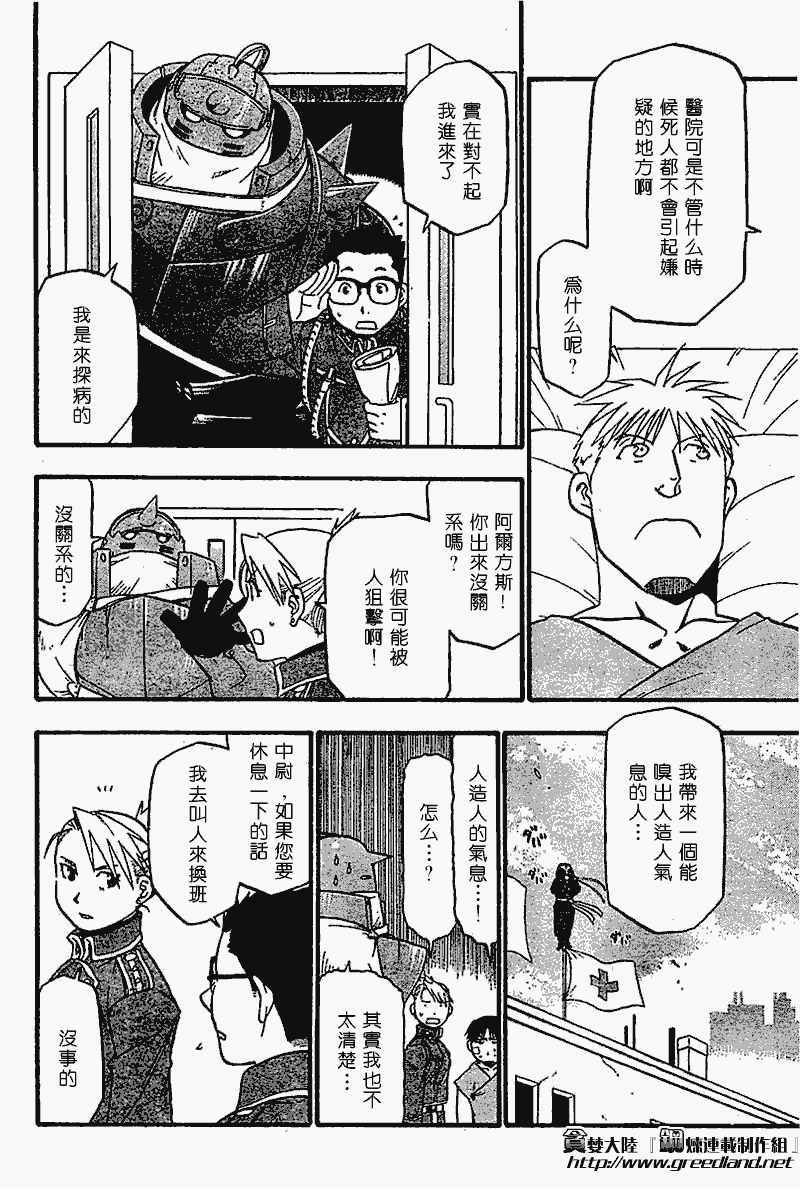 醫院可是不管什么時
候死人都不會引起嫌
疑的地方啊
為什么呢?
實在對不起
我進來了
我是來探病的
阿爾方斯!
你出來沒關
系嗎?
你很可能被
人狙擊啊!
沒關系的…
我帶來一個能
嗅出人造人氣
息的人…
人造人的氣息…!
怎么…?
其實我也不
太清楚…
中尉，如果您要
休息一下的話
我去叫人來換班
沒事的
貪婪大陸『鋼煉連載制作組』
http://www.greedland.net/